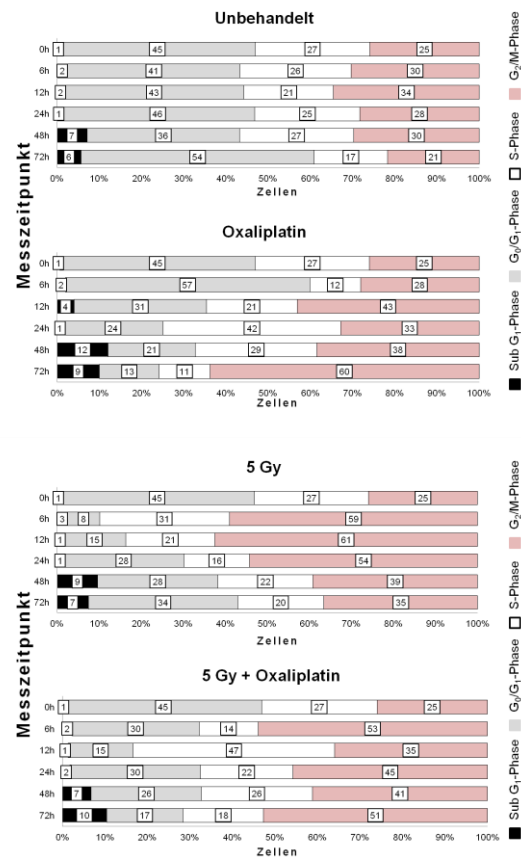 Unbehandelt
0h 1 45 27 25
6h 2 41 26 30
12h 2 43 21 34
24h 1 46 25 28
48h 7 36 27 30
72h 6 54 17 21
0% 10% 20% 30% 40% 50% 60% 70% 80% 90% 100%
Zellen
Oxaliplatin
0h 1 45 27 25
6h 2 57 12 28
12h 4 31 21 43
24h 1 24 42 33
48h 12 21 29 38
72h 9 13 11 60
0% 10% 20% 30% 40% 50% 60% 70% 80% 90% 100%
Zellen
Messzeitpunkt
Sub G1-Phase G0/G1-Phase S-Phase G2/M-Phase
5 Gy
0h 1 45 27 25
6h 3 8 31 59
12h 1 15 21 61
24h 1 28 16 54
48h 9 28 22 39
72h 7 34 20 35
0% 10% 20% 30% 40% 50% 60% 70% 80% 90% 100%
Zellen
5 Gy + Oxaliplatin
0h 1 45 27 25
6h 2 30 14 53
12h 1 15 47 35
24h 2 30 22 45
48h 7 26 26 41
72h 10 17 18 51
0% 10% 20% 30% 40% 50% 60% 70% 80% 90% 100%
Zellen
Messzeitpunkt
Sub G1-Phase G0/G1-Phase S-Phase G2/M-Phase